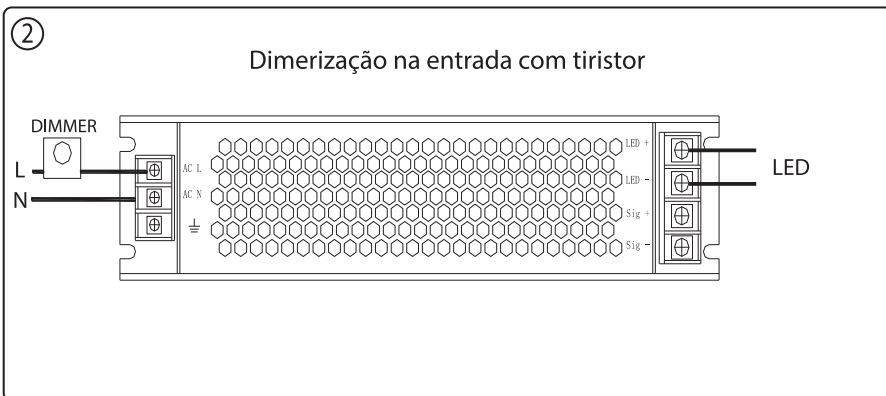 2
Dimerização na entrada com tiristor
DIMMER
L
N
AC L
AC N
LED +
LED -
Sig +
Sig -
LED